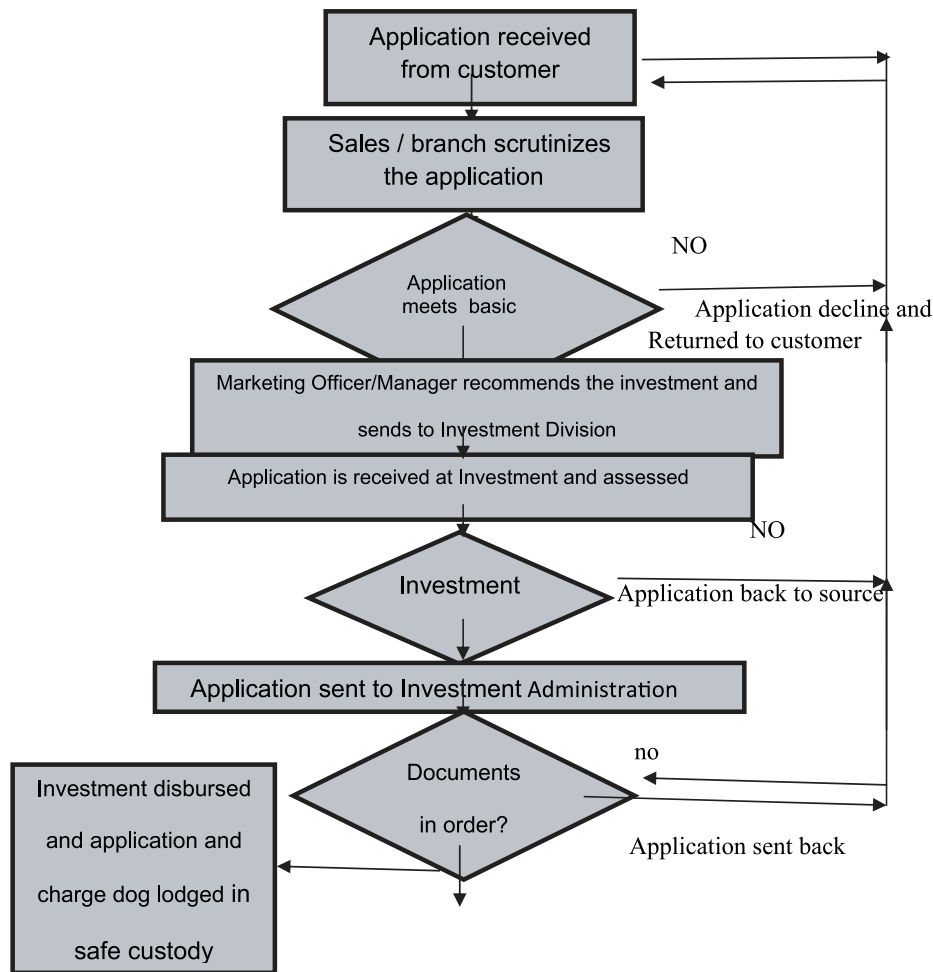 Application received
from customer
Sales / branch scrutinizes
the application
NO
Application
meets basic
Application decline and
Returned to customer
Marketing Officer/Manager recommends the investment and
sends to Investment Division
Application is received at Investment and assessed
NO
Investment
Application back to source
Application sent to Investment Administration
no
Documents
in order?
Application sent back
Investment disbursed
and application and
charge dog lodged in
safe custody